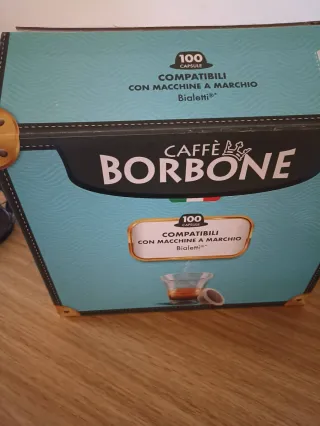 100
CAPSULE
COMPATIBILI
CON MACCHINE A MARCHIO
Bialetti®*
CAFFÈ
BORBONE
100
CAPSULE
COMPATIBILI
CON MACCHINE A MARCHIO
Bialetti®*